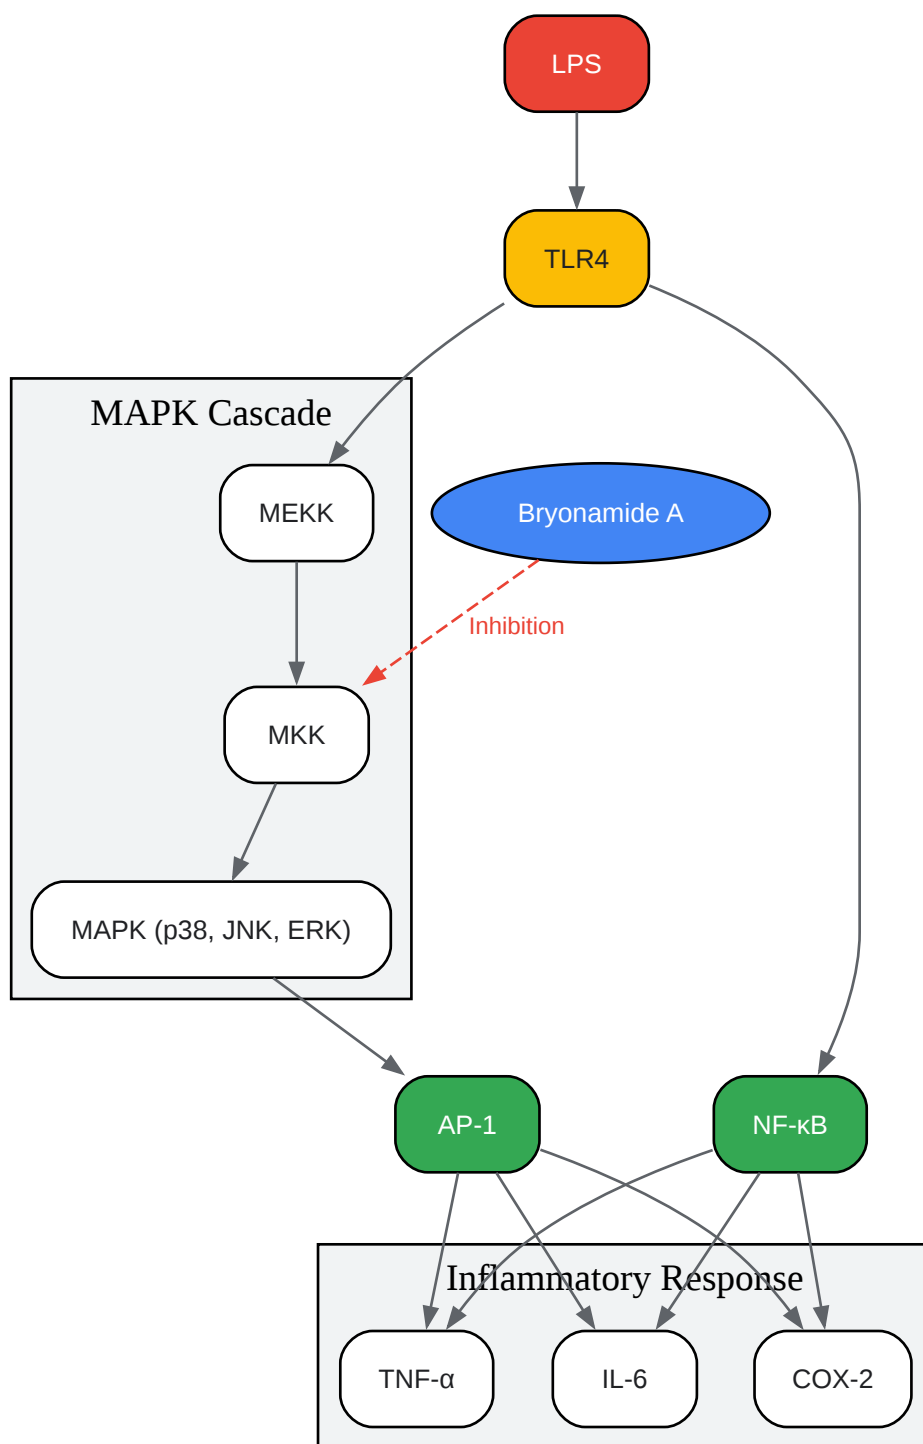 LPS
TLR4
MAPK Cascade
MEKK
Bryonamide A
Inhibition
MKK
MAPK (p38, JNK, ERK)
AP-1
NF-κB
Inflammatory Response
TNF-α
IL-6
COX-2